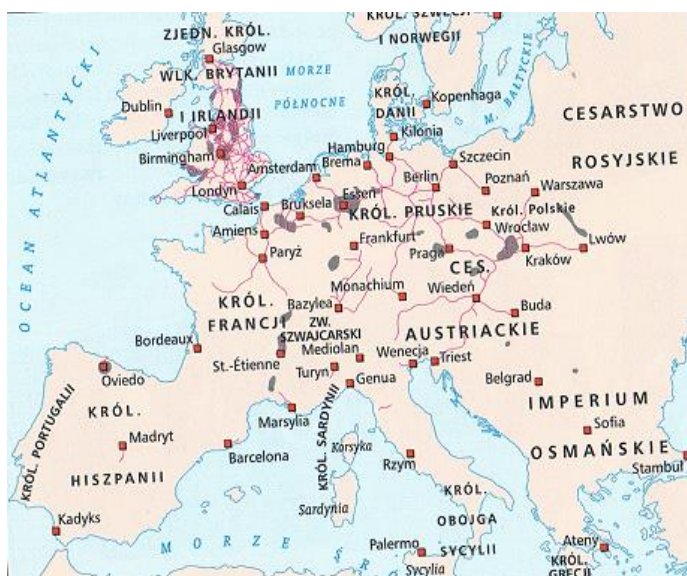 KRÓL. SZWECJI
I NORWEGII
ZJEDN. KRÓL.
Glasgow
WLK. BRYTANII
MORZE
PÓŁNOCNE
Dublin
I IRLANDII
Liverpool
Birmingham
Londyn
KRÓL.
DANII
Kopenhaga
M. BAŁTYCKIE
CESARSTWO
ROSYJSKIE
Kilonia
Hamburg
Brema
Amsterdam
Szczecin
Berlin
Poznań
Warszawa
OCEAN ATLANTYCKI
Calais
Bruksela
Essen
KRÓL. PRUSKIE
Król. Polskie
Amiens
Wrocław
Lwów
Paryż
Frankfurt
Praga
CES.
Kraków
Monachium
Wiedeń
KRÓL.
FRANCJI
Bazylea
Buda
ZW.
SZWAJCARSKI
AUSTRIACKIE
Bordeaux
St.-Étienne
Mediolan
Wenecja
Triest
Turyn
Genua
Belgrad
Oviedo
IMPERIUM
KRÓL. PORTUGALII
KRÓL.
Marsylia
KRÓL. SARDYNII
Sofia
Madryt
Barcelona
Korsyka
Rzym
OSMAŃSKIE
Stambuł
HISZPANII
Sardynia
KRÓL.
Kadyks
OBOJGA
Ateny
MORZE ŚR
Palermo
SYCYLII
KRÓL.
Sycylia
GRECJI